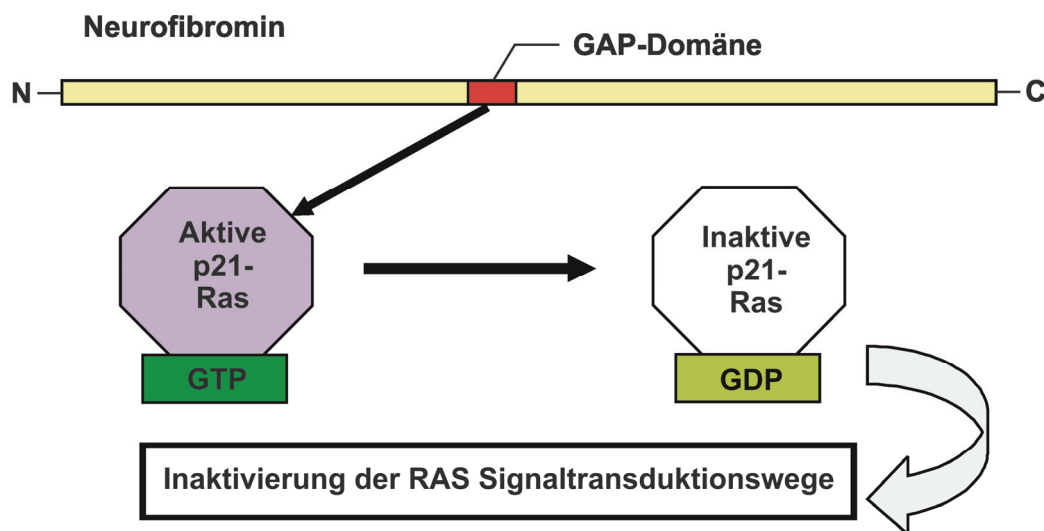 Neurofibromin
GAP-Domäne
N
C
Aktive
p21-
Ras
GTP
Inaktive
p21-
Ras
GDP
Inaktivierung der RAS Signaltransduktionswege